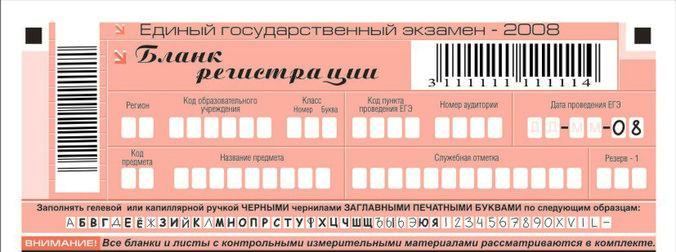 Единый государственный экзамен - 2008
Бланк
регистрации
3 111111 111114
Регион
Код образовательного учреждения
Класс
Номер Буква
Код пункта проведения ЕГЭ
Номер аудитории
Дата проведения ЕГЭ
ДД-ММ-08
Код предмета
Название предмета
Служебная отметка
Резерв - 1
Заполнять гелевой или капиллярной ручкой ЧЕРНЫМИ чернилами ЗАГЛАВНЫМИ ПЕЧАТНЫМИ БУКВАМИ по следующим образцам:
АБВГДЕЁЖЗИЙКЛМНОПРСТУФХЦЧШЩЪЫЬЭЮЯ1234567890XVIL-
ВНИМАНИЕ! Все бланки и листы с контрольными измерительными материалами рассматриваются в комплекте.